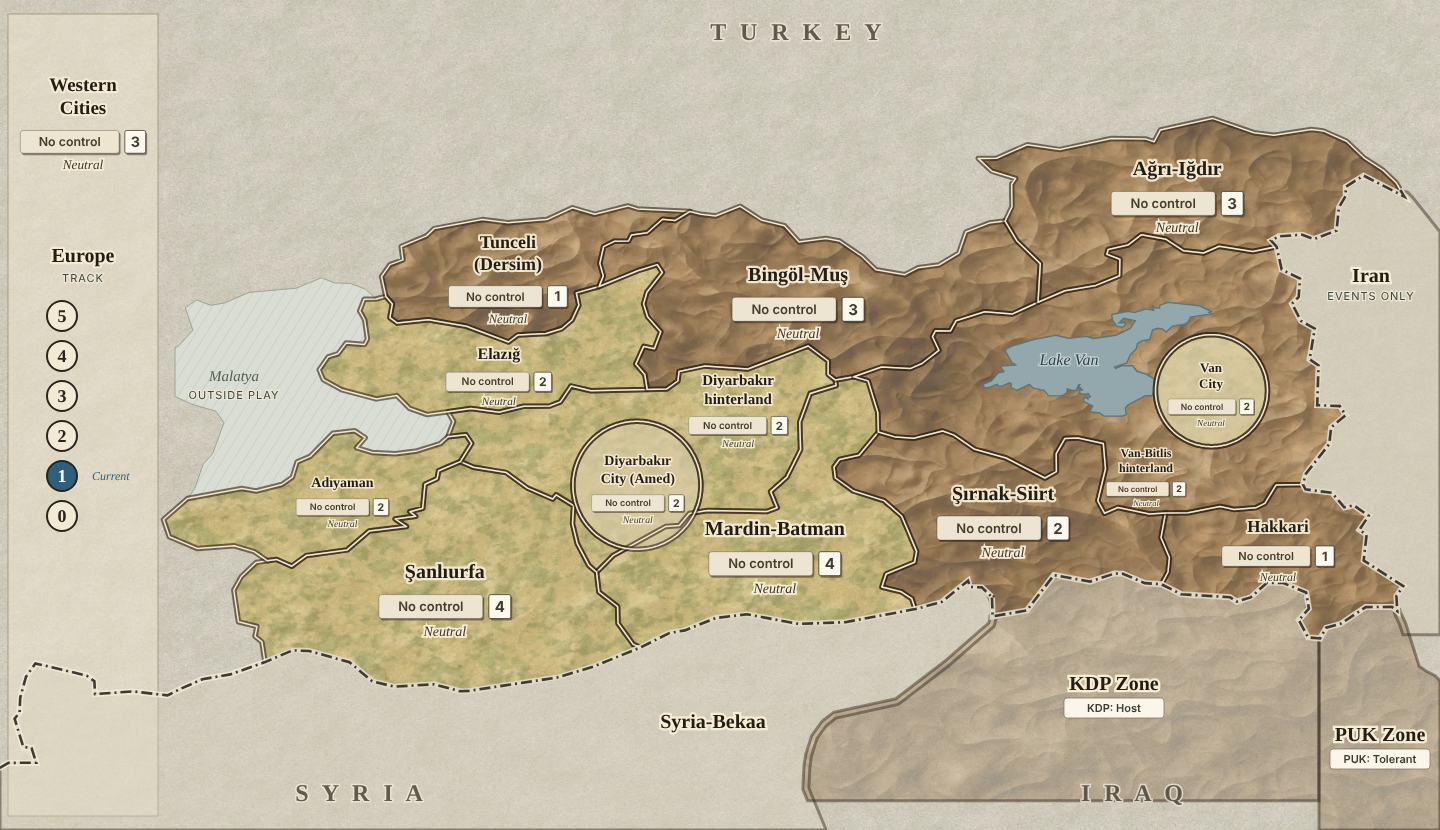 TURKEY
Western
Cities
No control 3
Neutral
Europe
TRACK
5
4
3
2
1 Current
0
Malatya
OUTSIDE PLAY
Tunceli
(Dersim)
No control 1
Neutral
Elazığ
No control 2
Neutral
Bingöl-Muş
No control 3
Neutral
Ağrı-Iğdır
No control 3
Neutral
Iran
EVENTS ONLY
Lake Van
Van
City
No control 2
Neutral
Van-Bitlis
hinterland
No control 2
Neutral
Diyarbakır
hinterland
No control 2
Neutral
Diyarbakır
City (Amed)
No control 2
Neutral
Adıyaman
No control 2
Neutral
Şanlıurfa
No control 4
Neutral
Mardin-Batman
No control 4
Neutral
Şırnak-Siirt
No control 2
Neutral
Hakkari
No control 1
Neutral
Syria-Bekaa
KDP Zone
KDP: Host
PUK Zone
PUK: Tolerant
SYRIA
IRAQ